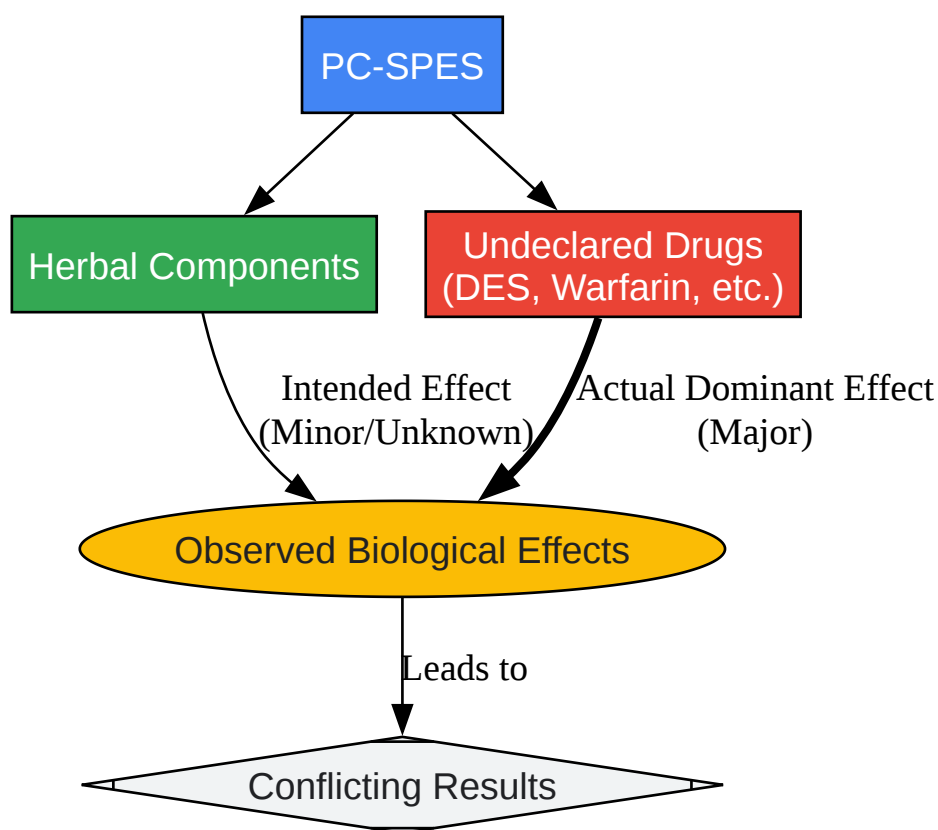 PC-SPES
Herbal Components
Undeclared Drugs
(DES, Warfarin, etc.)
Intended Effect
(Minor/Unknown)
Actual Dominant Effect
(Major)
Observed Biological Effects
Leads to
Conflicting Results